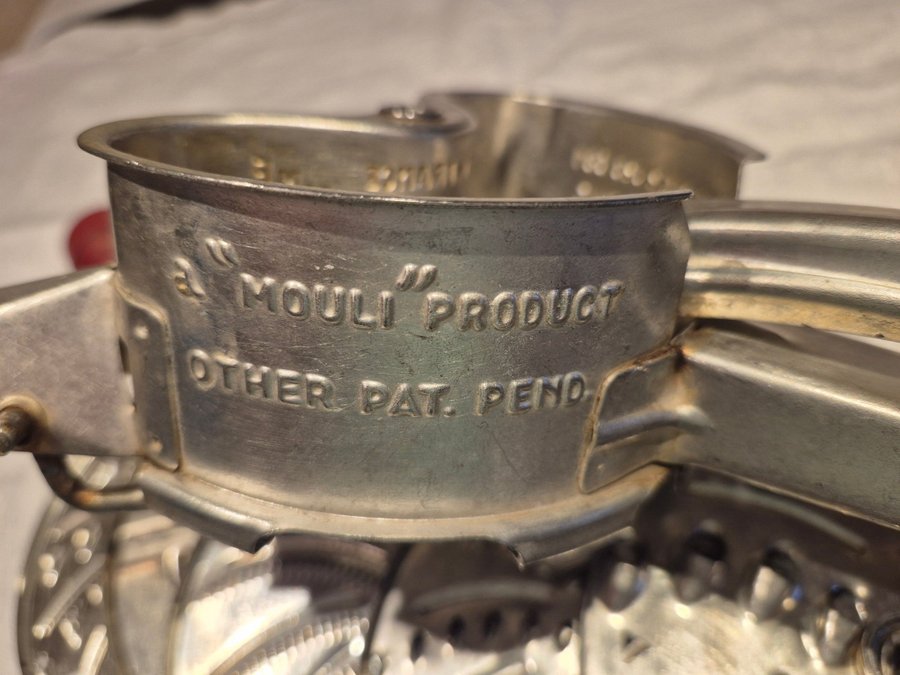 a "MOULI" PRODUCT
OTHER PAT. PEND.